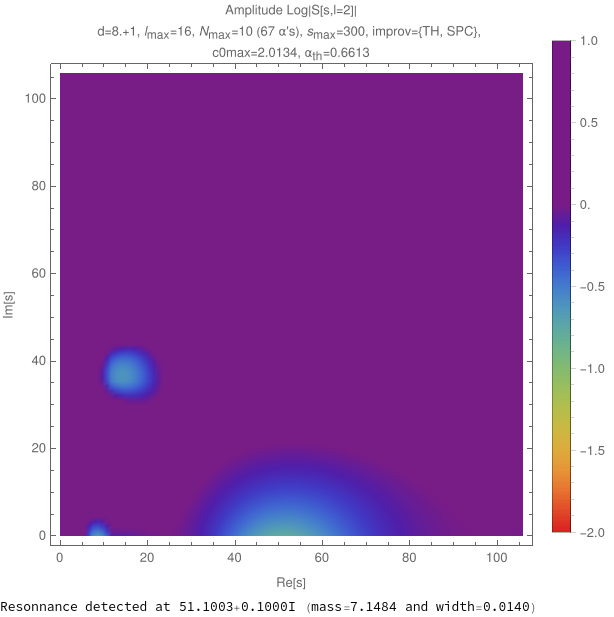 Amplitude Log|S[s,l=2]|
d=8.+1, lmax=16, Nmax=10 (67 α's), smax=300, improv={TH, SPC},
c0max=2.0134, αth=0.6613
1.0
0.5
0.
-0.5
-1.0
-1.5
-2.0
100
80
60
40
20
0
Im[s]
0 20 40 60 80 100
Re[s]
Resonnance detected at 51.1003+0.1000I (mass=7.1484 and width=0.0140)